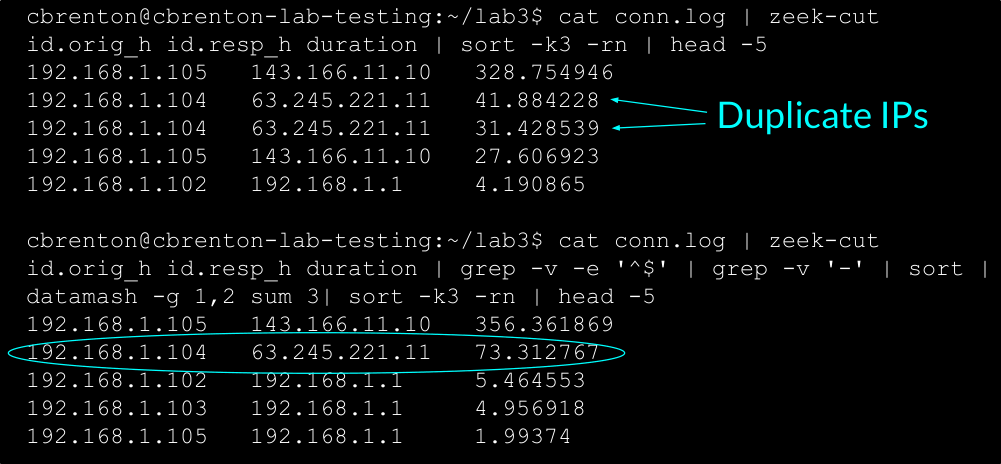 cbrenton@cbrenton-lab-testing:~/lab3$ cat conn.log | zeek-cut
id.orig_h id.resp_h duration | sort -k3 -rn | head -5
192.168.1.105 143.166.11.10 328.754946
192.168.1.104 63.245.221.11 41.884228
192.168.1.104 63.245.221.11 31.428539
Duplicate IPs
192.168.1.105 143.166.11.10 27.606923
192.168.1.102 192.168.1.1 4.190865
cbrenton@cbrenton-lab-testing:~/lab3$ cat conn.log | zeek-cut
id.orig_h id.resp_h duration | grep -v -e '^$' | grep -v '-' | sort |
datamash -g 1,2 sum 3| sort -k3 -rn | head -5
192.168.1.105 143.166.11.10 356.361869
192.168.1.104 63.245.221.11 73.312767
192.168.1.102 192.168.1.1 5.464553
192.168.1.103 192.168.1.1 4.956918
192.168.1.105 192.168.1.1 1.99374